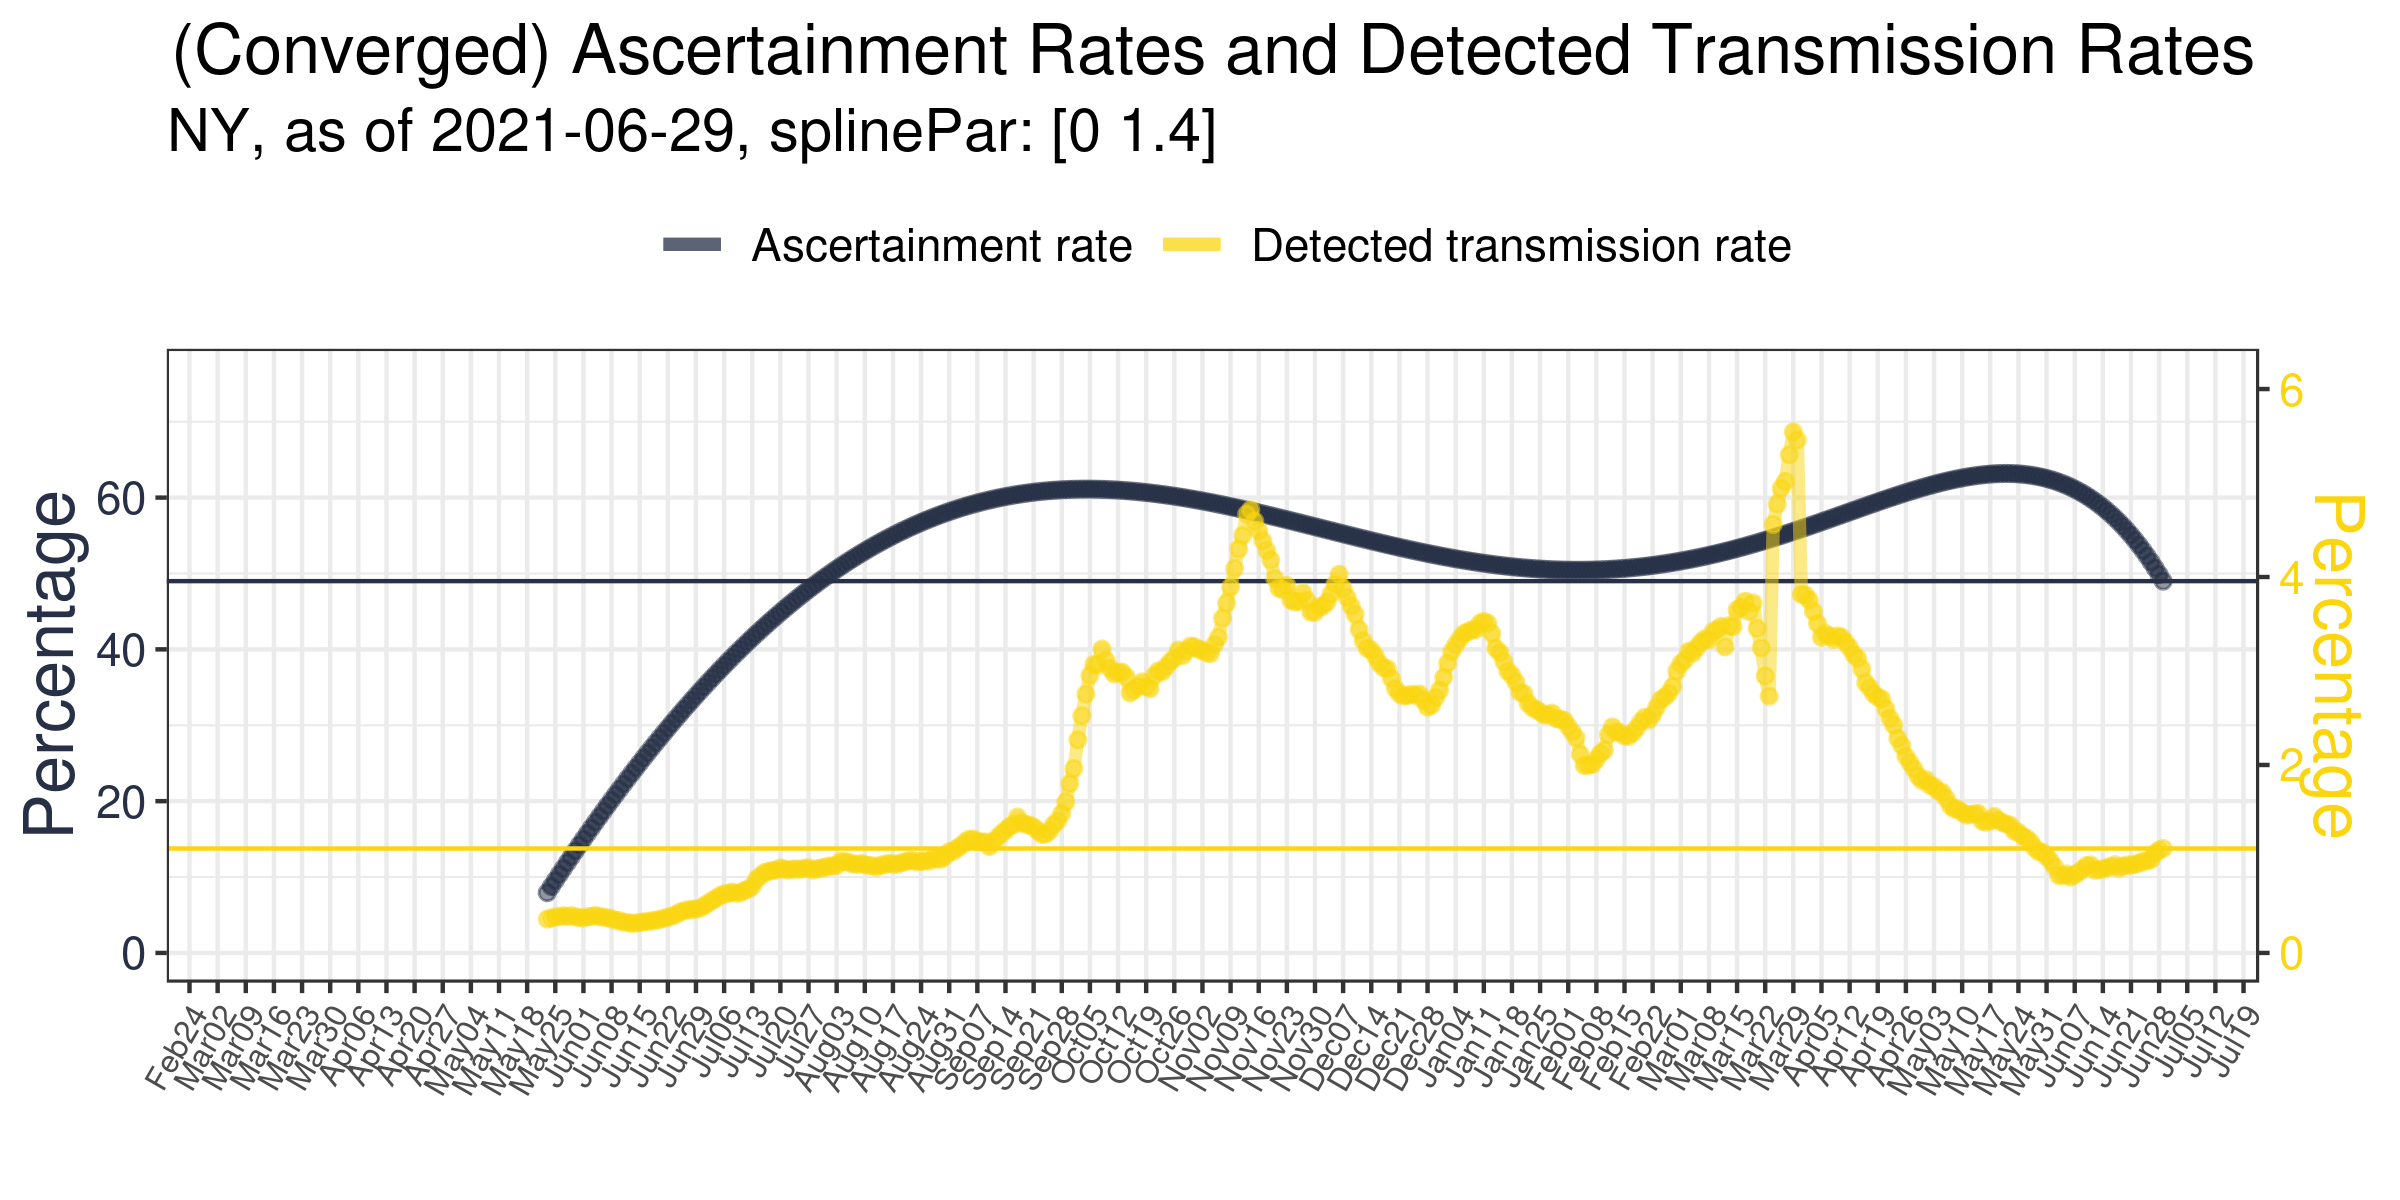 (Converged) Ascertainment Rates and Detected Transmission Rates
NY, as of 2021-06-29, splinePar: [0 1.4]
Ascertainment rate Detected transmission rate
Percentage
60
40
20
0
6
4
2
0
Percentage
Feb24 Mar02 Mar09 Mar16 Mar23 Mar30 Apr06 Apr13 Apr20 Apr27 May04 May11 May18 May25 Jun01 Jun08 Jun15 Jun22 Jun29 Jul06 Jul13 Jul20 Jul27 Aug03 Aug10 Aug17 Aug24 Aug31 Sep07 Sep14 Sep21 Sep28 Oct05 Oct12 Oct19 Oct26 Nov02 Nov09 Nov16 Nov23 Nov30 Dec07 Dec14 Dec21 Dec28 Jan04 Jan11 Jan18 Jan25 Feb01 Feb08 Feb15 Feb22 Mar01 Mar08 Mar15 Mar22 Mar29 Apr05 Apr12 Apr19 Apr26 May03 May10 May17 May24 May31 Jun07 Jun14 Jun21 Jun28 Jul05 Jul12 Jul19